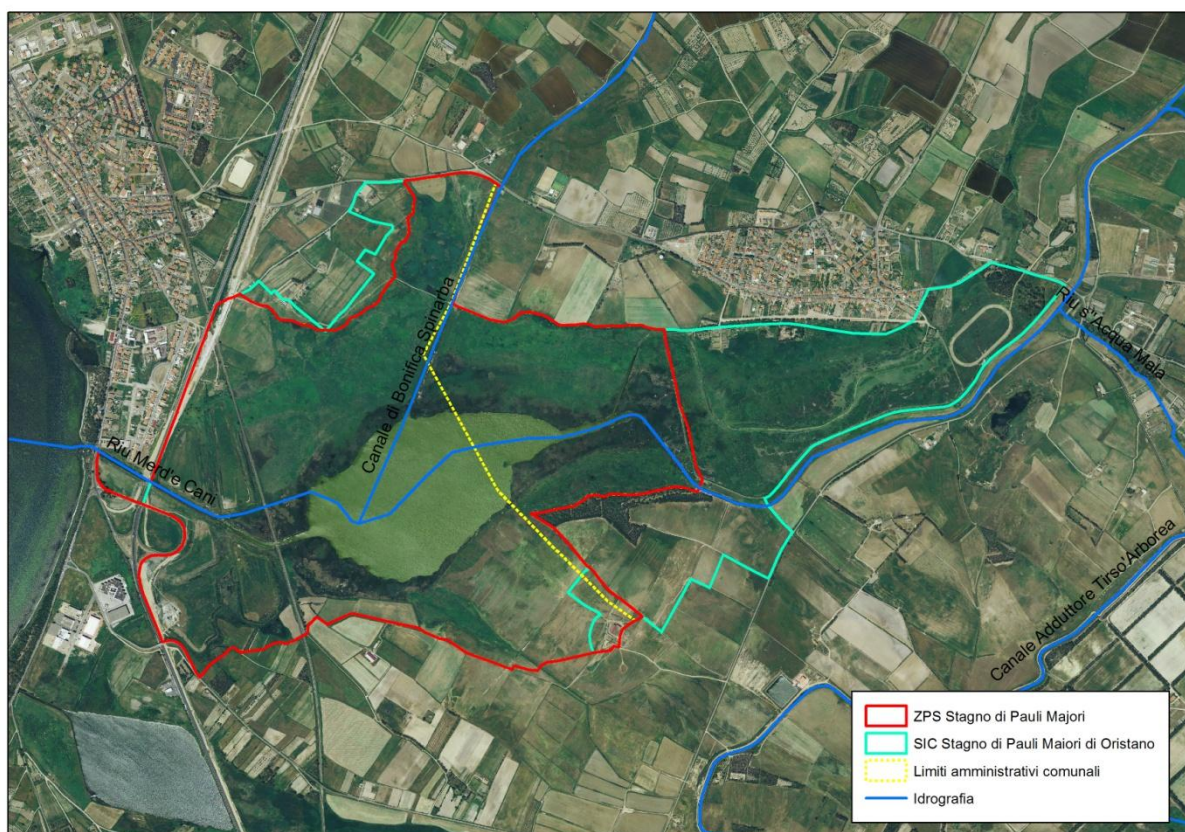 Canale di Bonifica Spinarba
Riu s'Acqua Mala
Riu Merd'e Cani
Canale Adduttore Tirso'Arborea
ZPS Stagno di Pauli Majori
SIC Stagno di Pauli Maiori di Oristano
Limiti amministrativi comunali
Idrografia